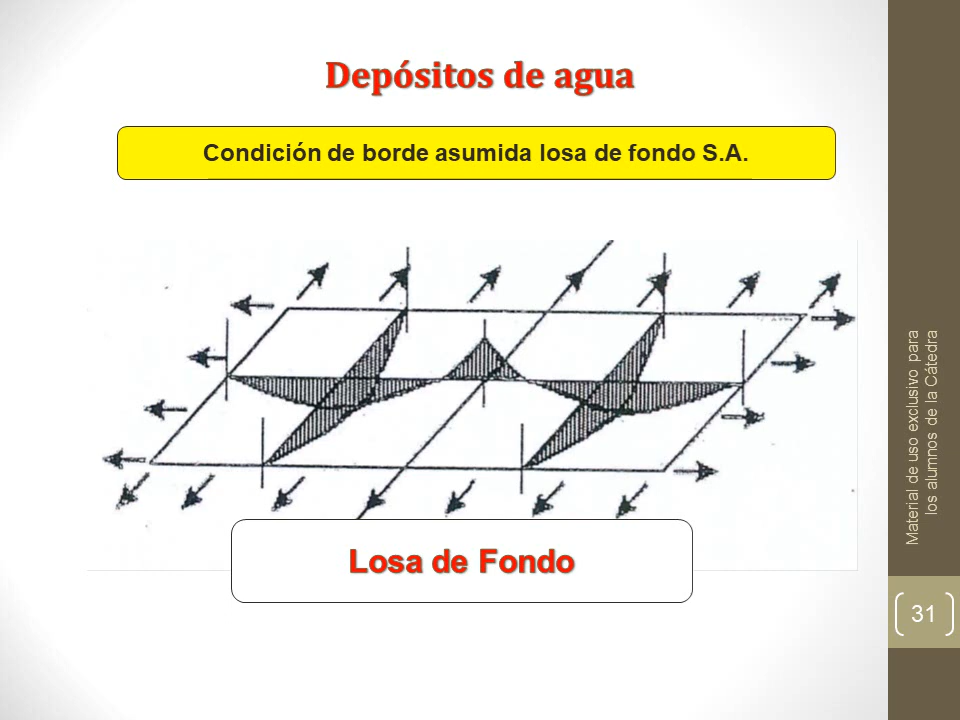 Depósitos de agua
Condición de borde asumida losa de fondo S.A.
Losa de Fondo
Material de uso exclusivo para
los alumnos de la Cátedra
31